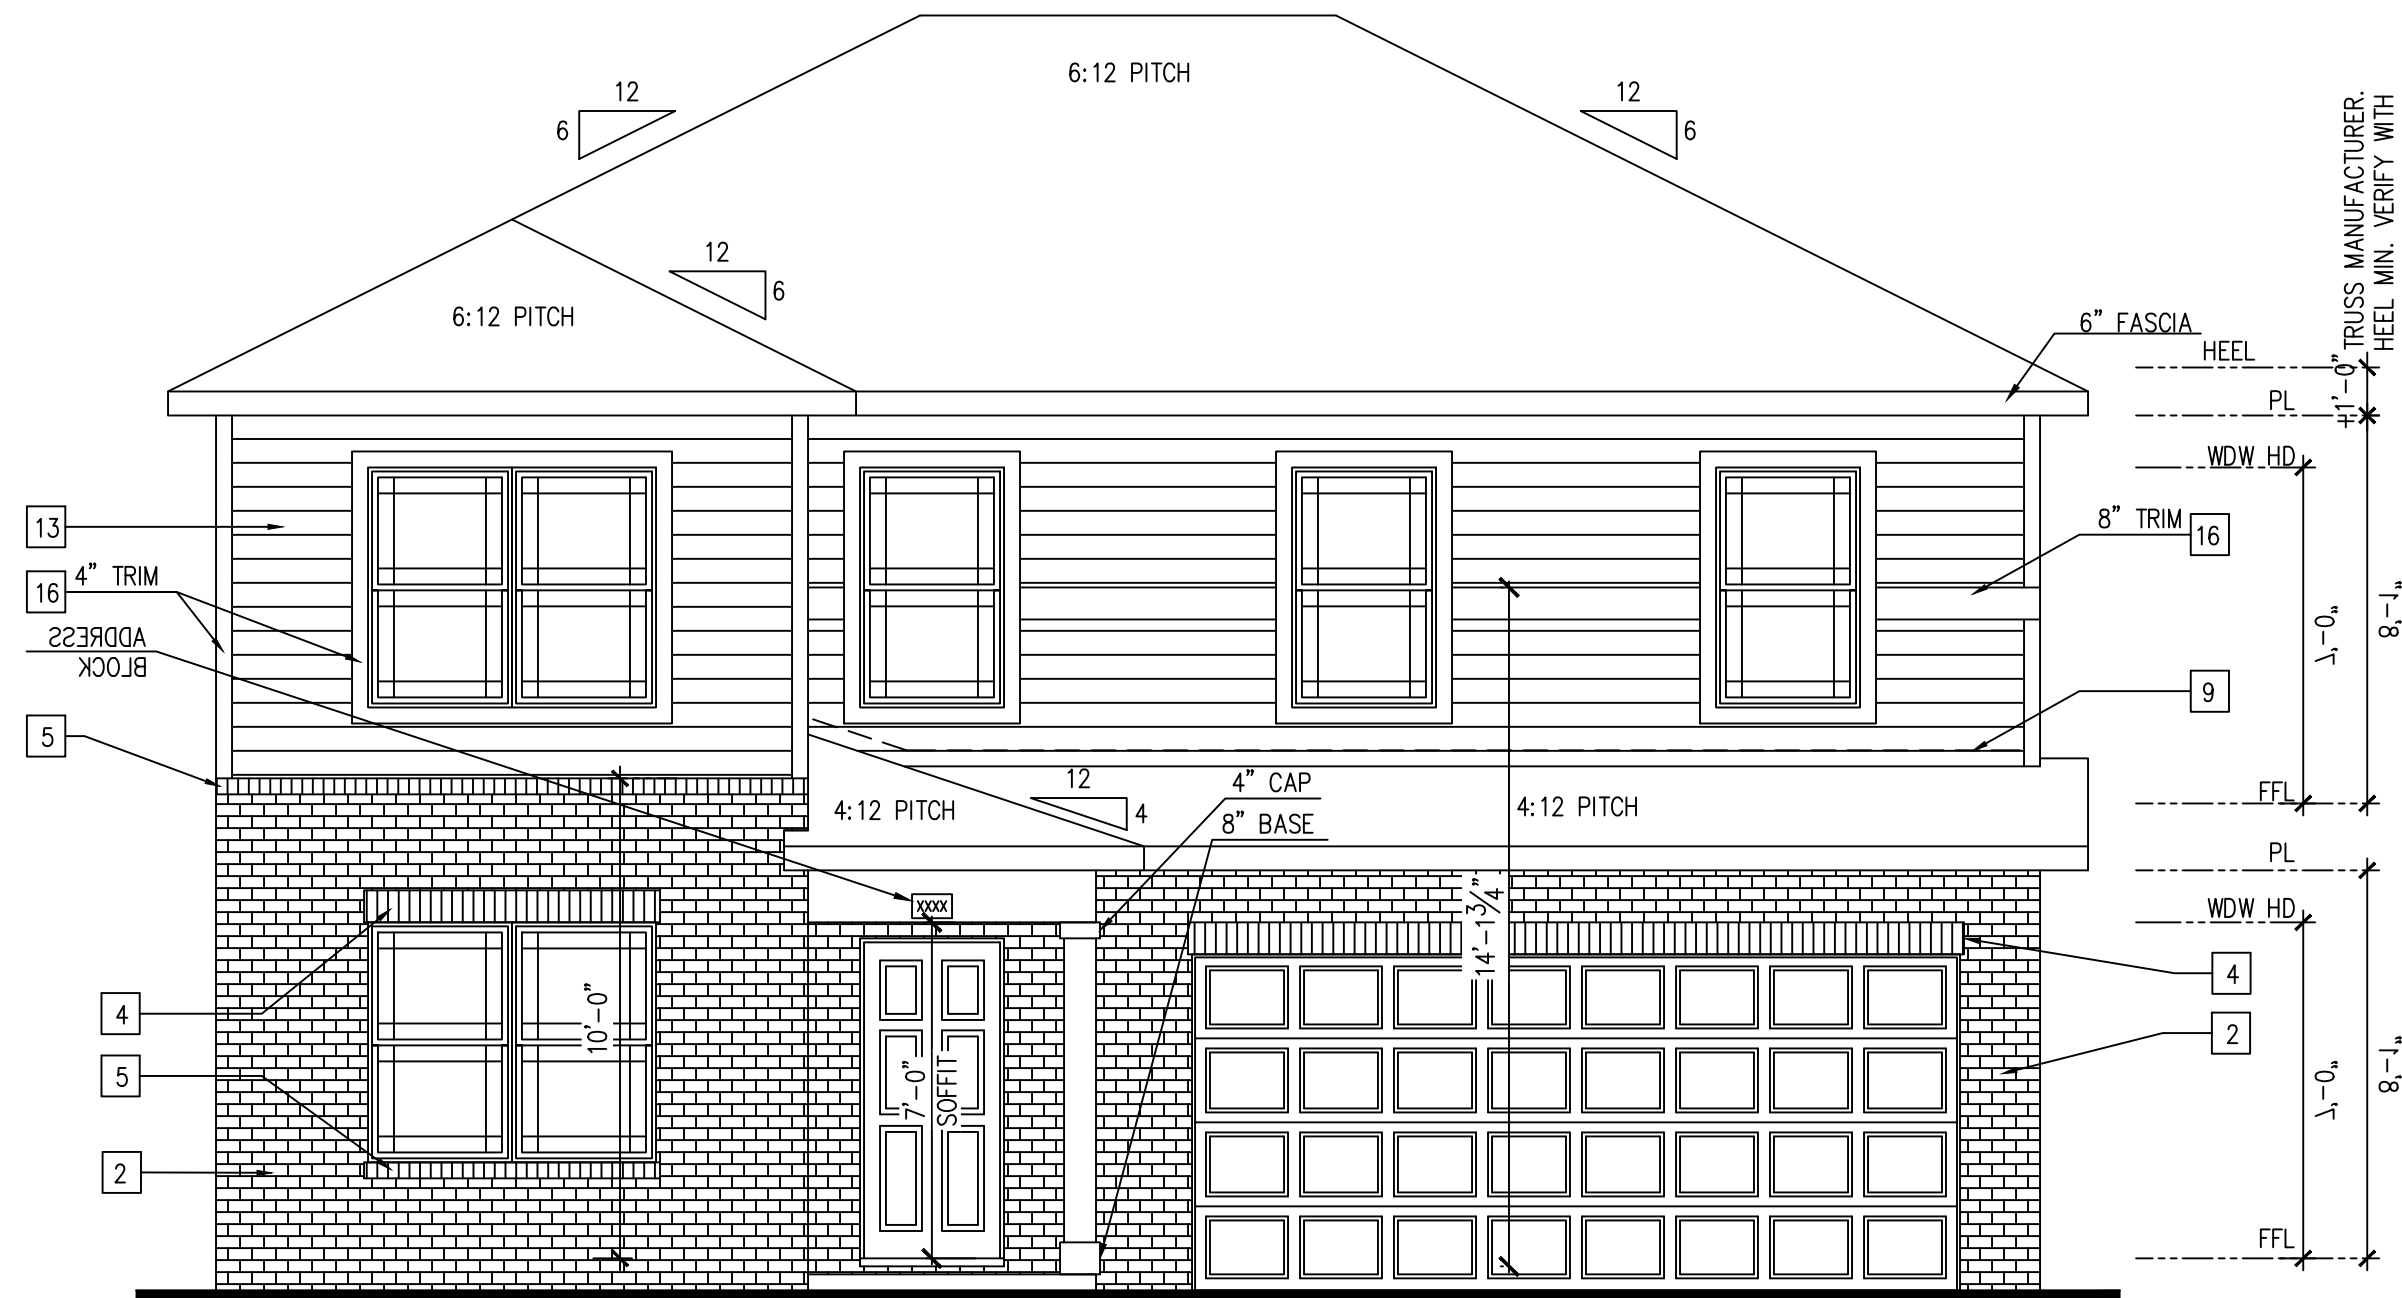 6:12 PITCH
12
6
12
6
12
6
6:12 PITCH
TRUSS MANUFACTURER.
HEEL MIN. VERIFY WITH
+1'-0"
6" FASCIA
HEEL
PL
WDW HD
13
8" TRIM
16
16
4" TRIM
ADDRESS
BLOCK
7'-0"
8'-1"
9
5
12
4
4:12 PITCH
4" CAP
8" BASE
4:12 PITCH
FFL
PL
XXXX
WDW HD
14'-1 3/4"
4
4
10'-0"
2
7'-0"
SOFFIT
5
7'-0"
8'-1"
2
FFL